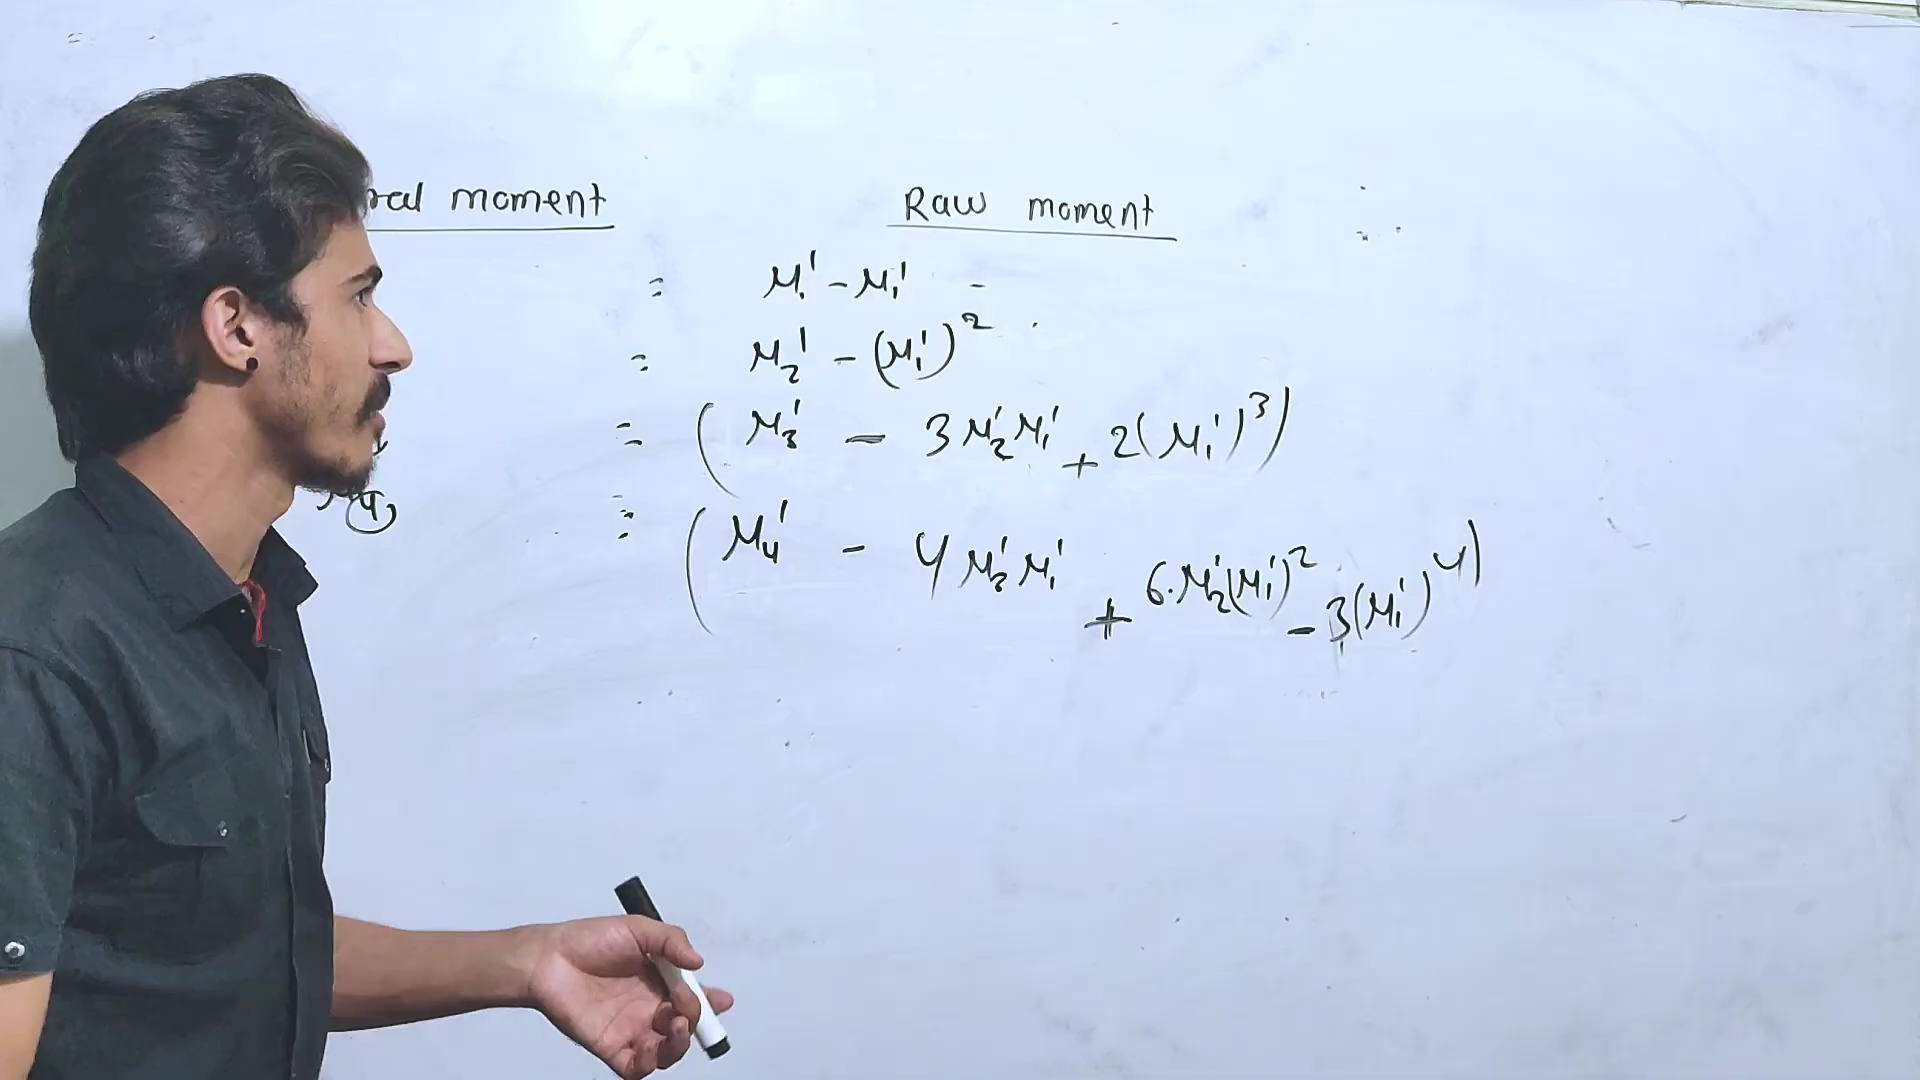 moment Raw moment
= μ₁' - μ₁' -
= μ₂' - (μ₁')²
= (μ₃' - 3μ₂'μ₁' + 2(μ₁')³)
μ₄ = (μ₄' - 4μ₃'μ₁' + 6.μ₂'(μ₁')² - 3(μ₁')⁴)